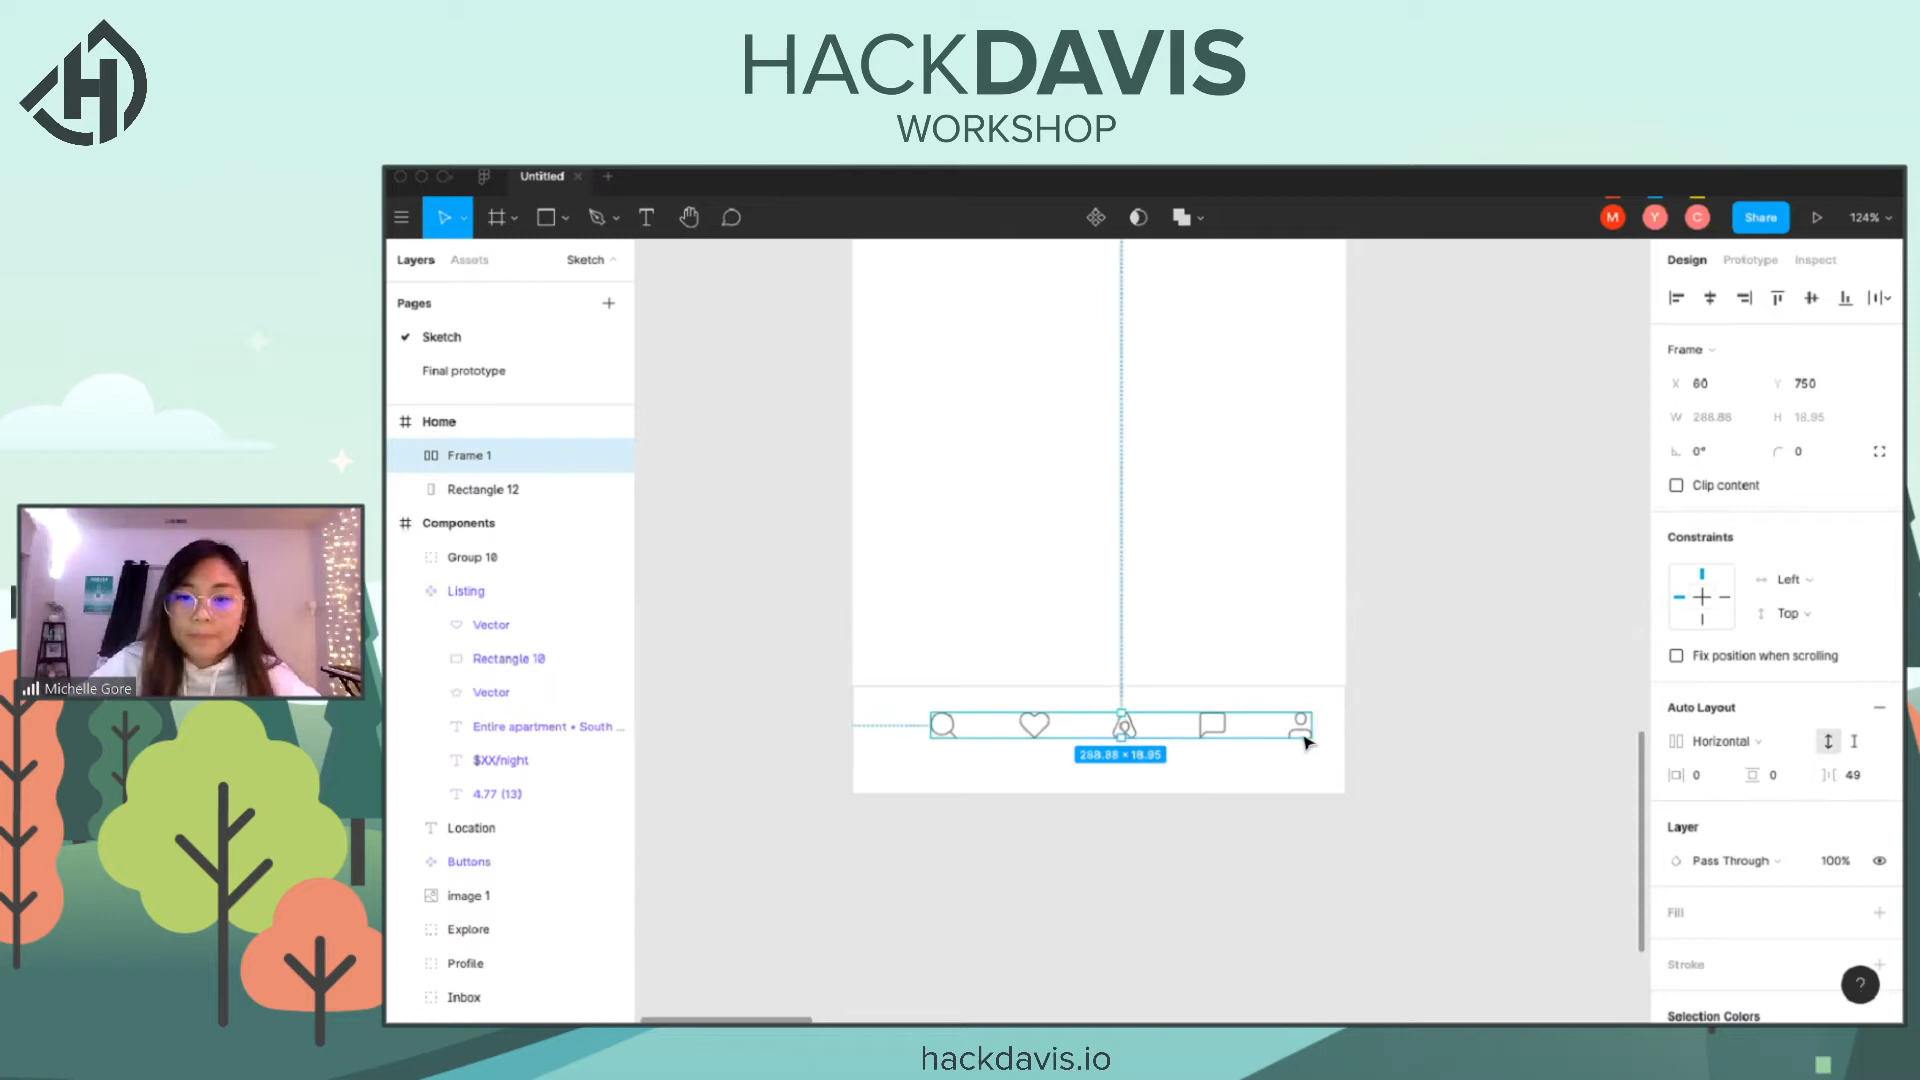 HACKDAVIS
WORKSHOP
Untitled
M
Y
C
Share
124%
Layers
Assets
Sketch
Pages
Sketch
Final prototype
Home
Frame 1
Rectangle 12
Components
Group 10
Listing
Vector
Rectangle 10
Vector
Entire apartment • South ...
$XX/night
4.77 (13)
Location
Buttons
image 1
Explore
Profile
Inbox
288.88 × 18.95
Design
Prototype
Inspect
Frame
X 60
Y 750
W 288.88
H 18.95
0°
0
Clip content
Constraints
Left
Top
Fix position when scrolling
Auto Layout
Horizontal
0
0
49
Layer
Pass Through
100%
Fill
Stroke
?
Selection Colors
Michelle Gore
hackdavis.io